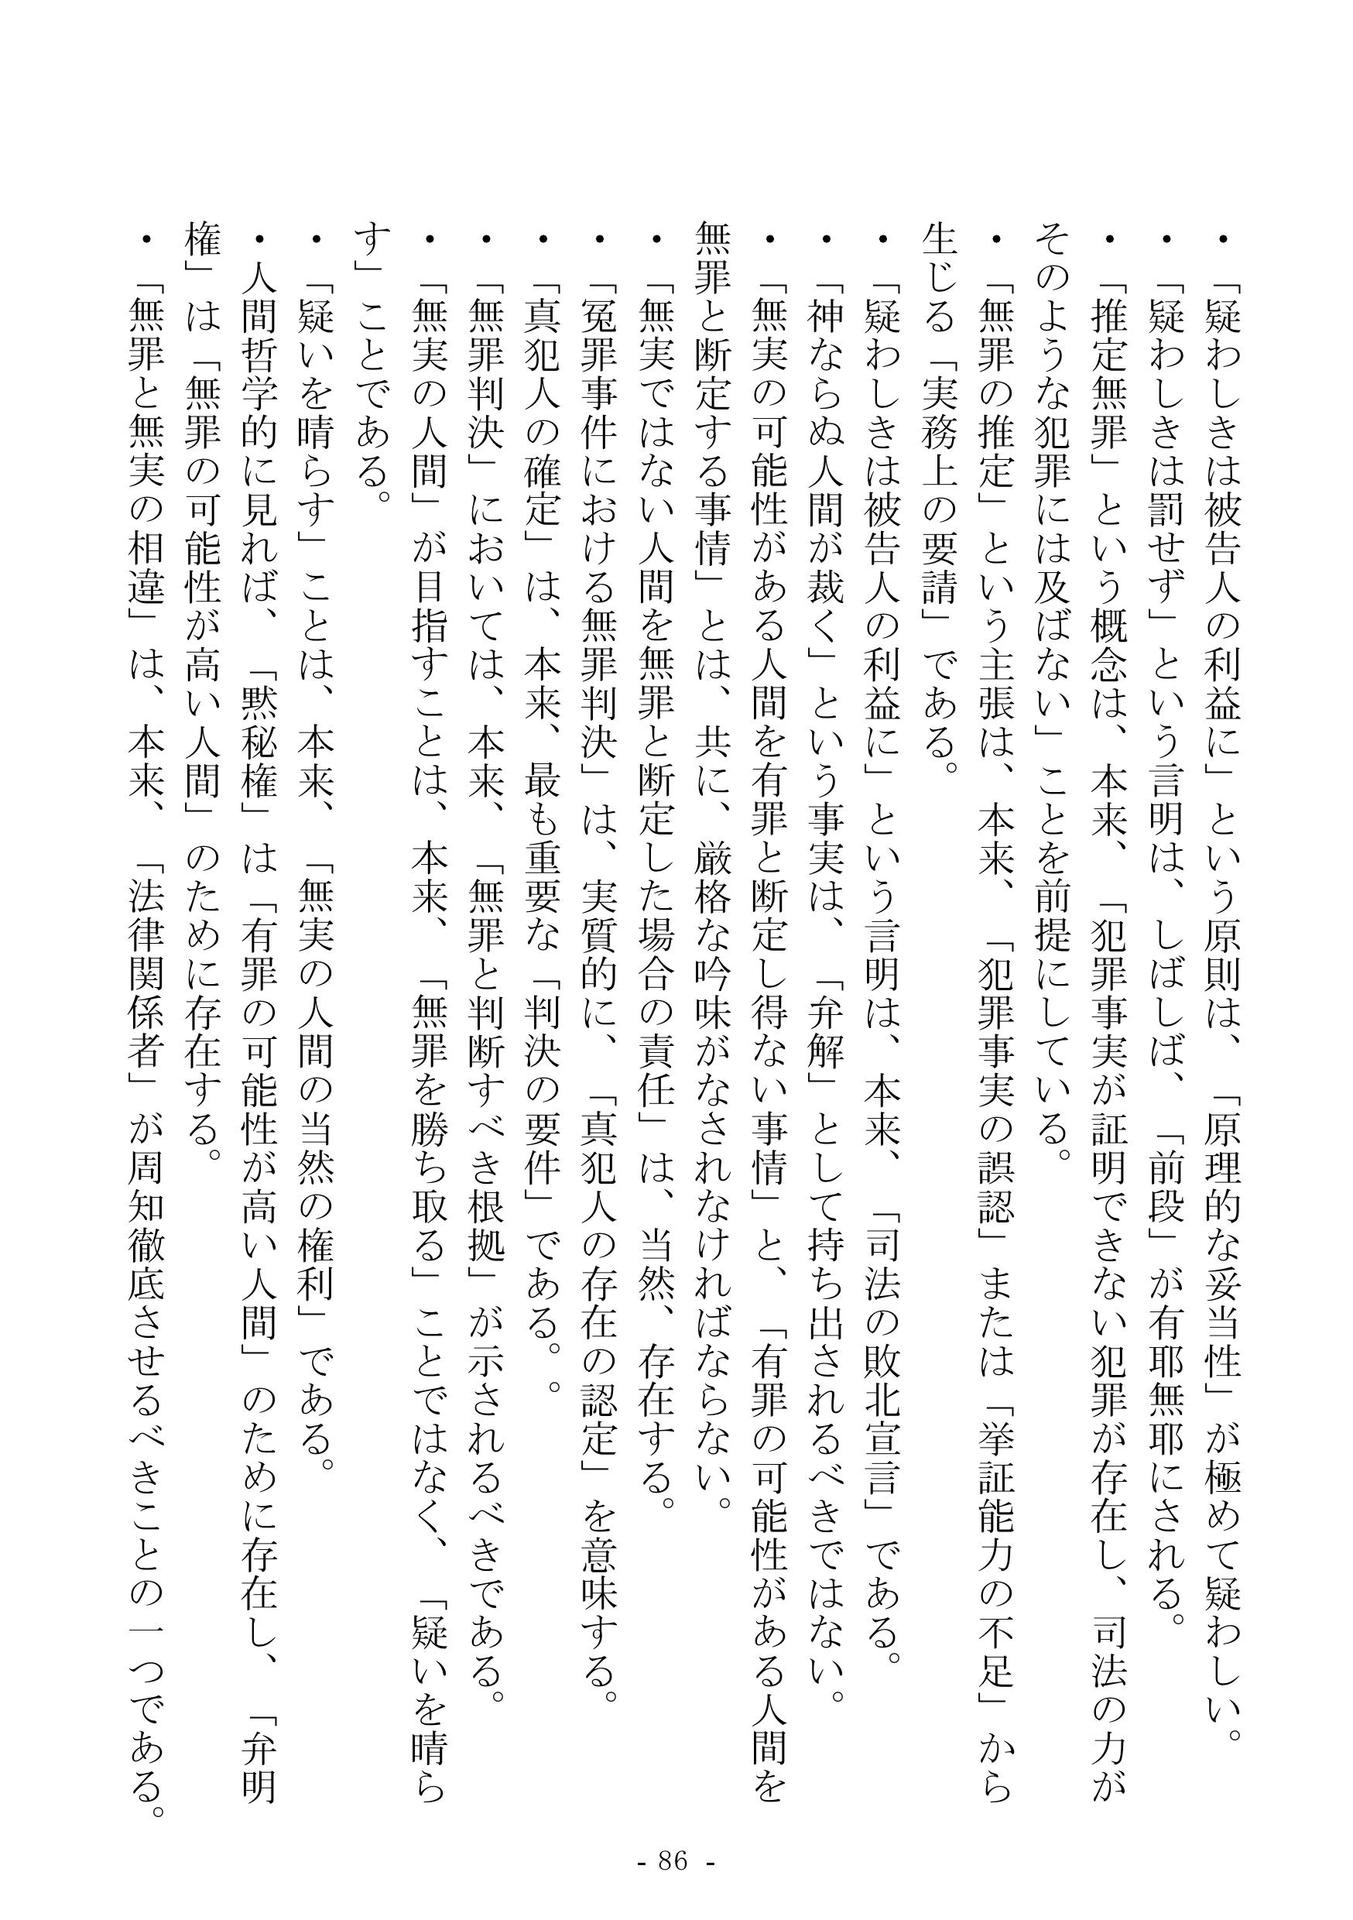 ・「疑わしきは被告人の利益に」という原則は、「原理的な妥当性」が極めて疑わしい。
・「疑わしきは罰せず」という言明は、しばしば、「前段」が有耶無耶にされる。
・「推定無罪」という概念は、本来、「犯罪事実が証明できない犯罪が存在し、司法の力が
そのような犯罪には及ばない」ことを前提にしている。
・「無罪の推定」という主張は、本来、「犯罪事実の誤認」または「挙証能力の不足」から
生じる「実務上の要請」である。
・「疑わしきは被告人の利益に」という言明は、本来、「司法の敗北宣言」である。
・「神ならぬ人間が裁く」という事実は、「弁解」として持ち出されるべきではない。
・「無実の可能性がある人間を有罪と断定し得ない事情」と、「有罪の可能性がある人間を
無罪と断定する事情」とは、共に、厳格な吟味がなされなければならない。
・「無実ではない人間を無罪と断定した場合の責任」は、当然、存在する。
・「冤罪事件における無罪判決」は、実質的に、「真犯人の存在の認定」を意味する。
・「真犯人の確定」は、本来、最も重要な「判決の要件」である。。
・「無罪判決」においては、本来、「無罪と判断すべき根拠」が示されるべきである。
・「無実の人間」が目指すことは、本来、「無罪を勝ち取る」ことではなく、「疑いを晴ら
す」ことである。
・「疑いを晴らす」ことは、本来、「無実の人間の当然の権利」である。
・人間哲学的に見れば、「黙秘権」は「有罪の可能性が高い人間」のために存在し、「弁明
権」は「無罪の可能性が高い人間」のために存在する。
・「無罪と無実の相違」は、本来、「法律関係者」が周知徹底させるべきことの一つである。
- 86 -